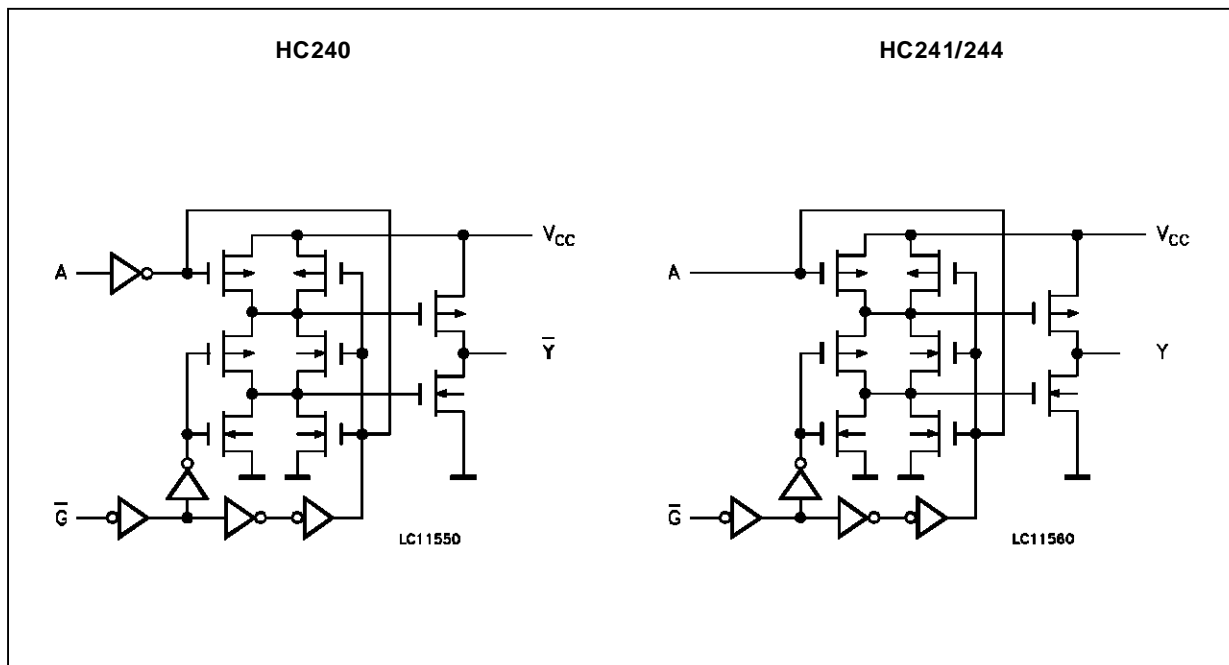 HC240
HC241/244
V_CC
A
Y̅
G̅
LC11550
V_CC
A
Y
G̅
LC11560